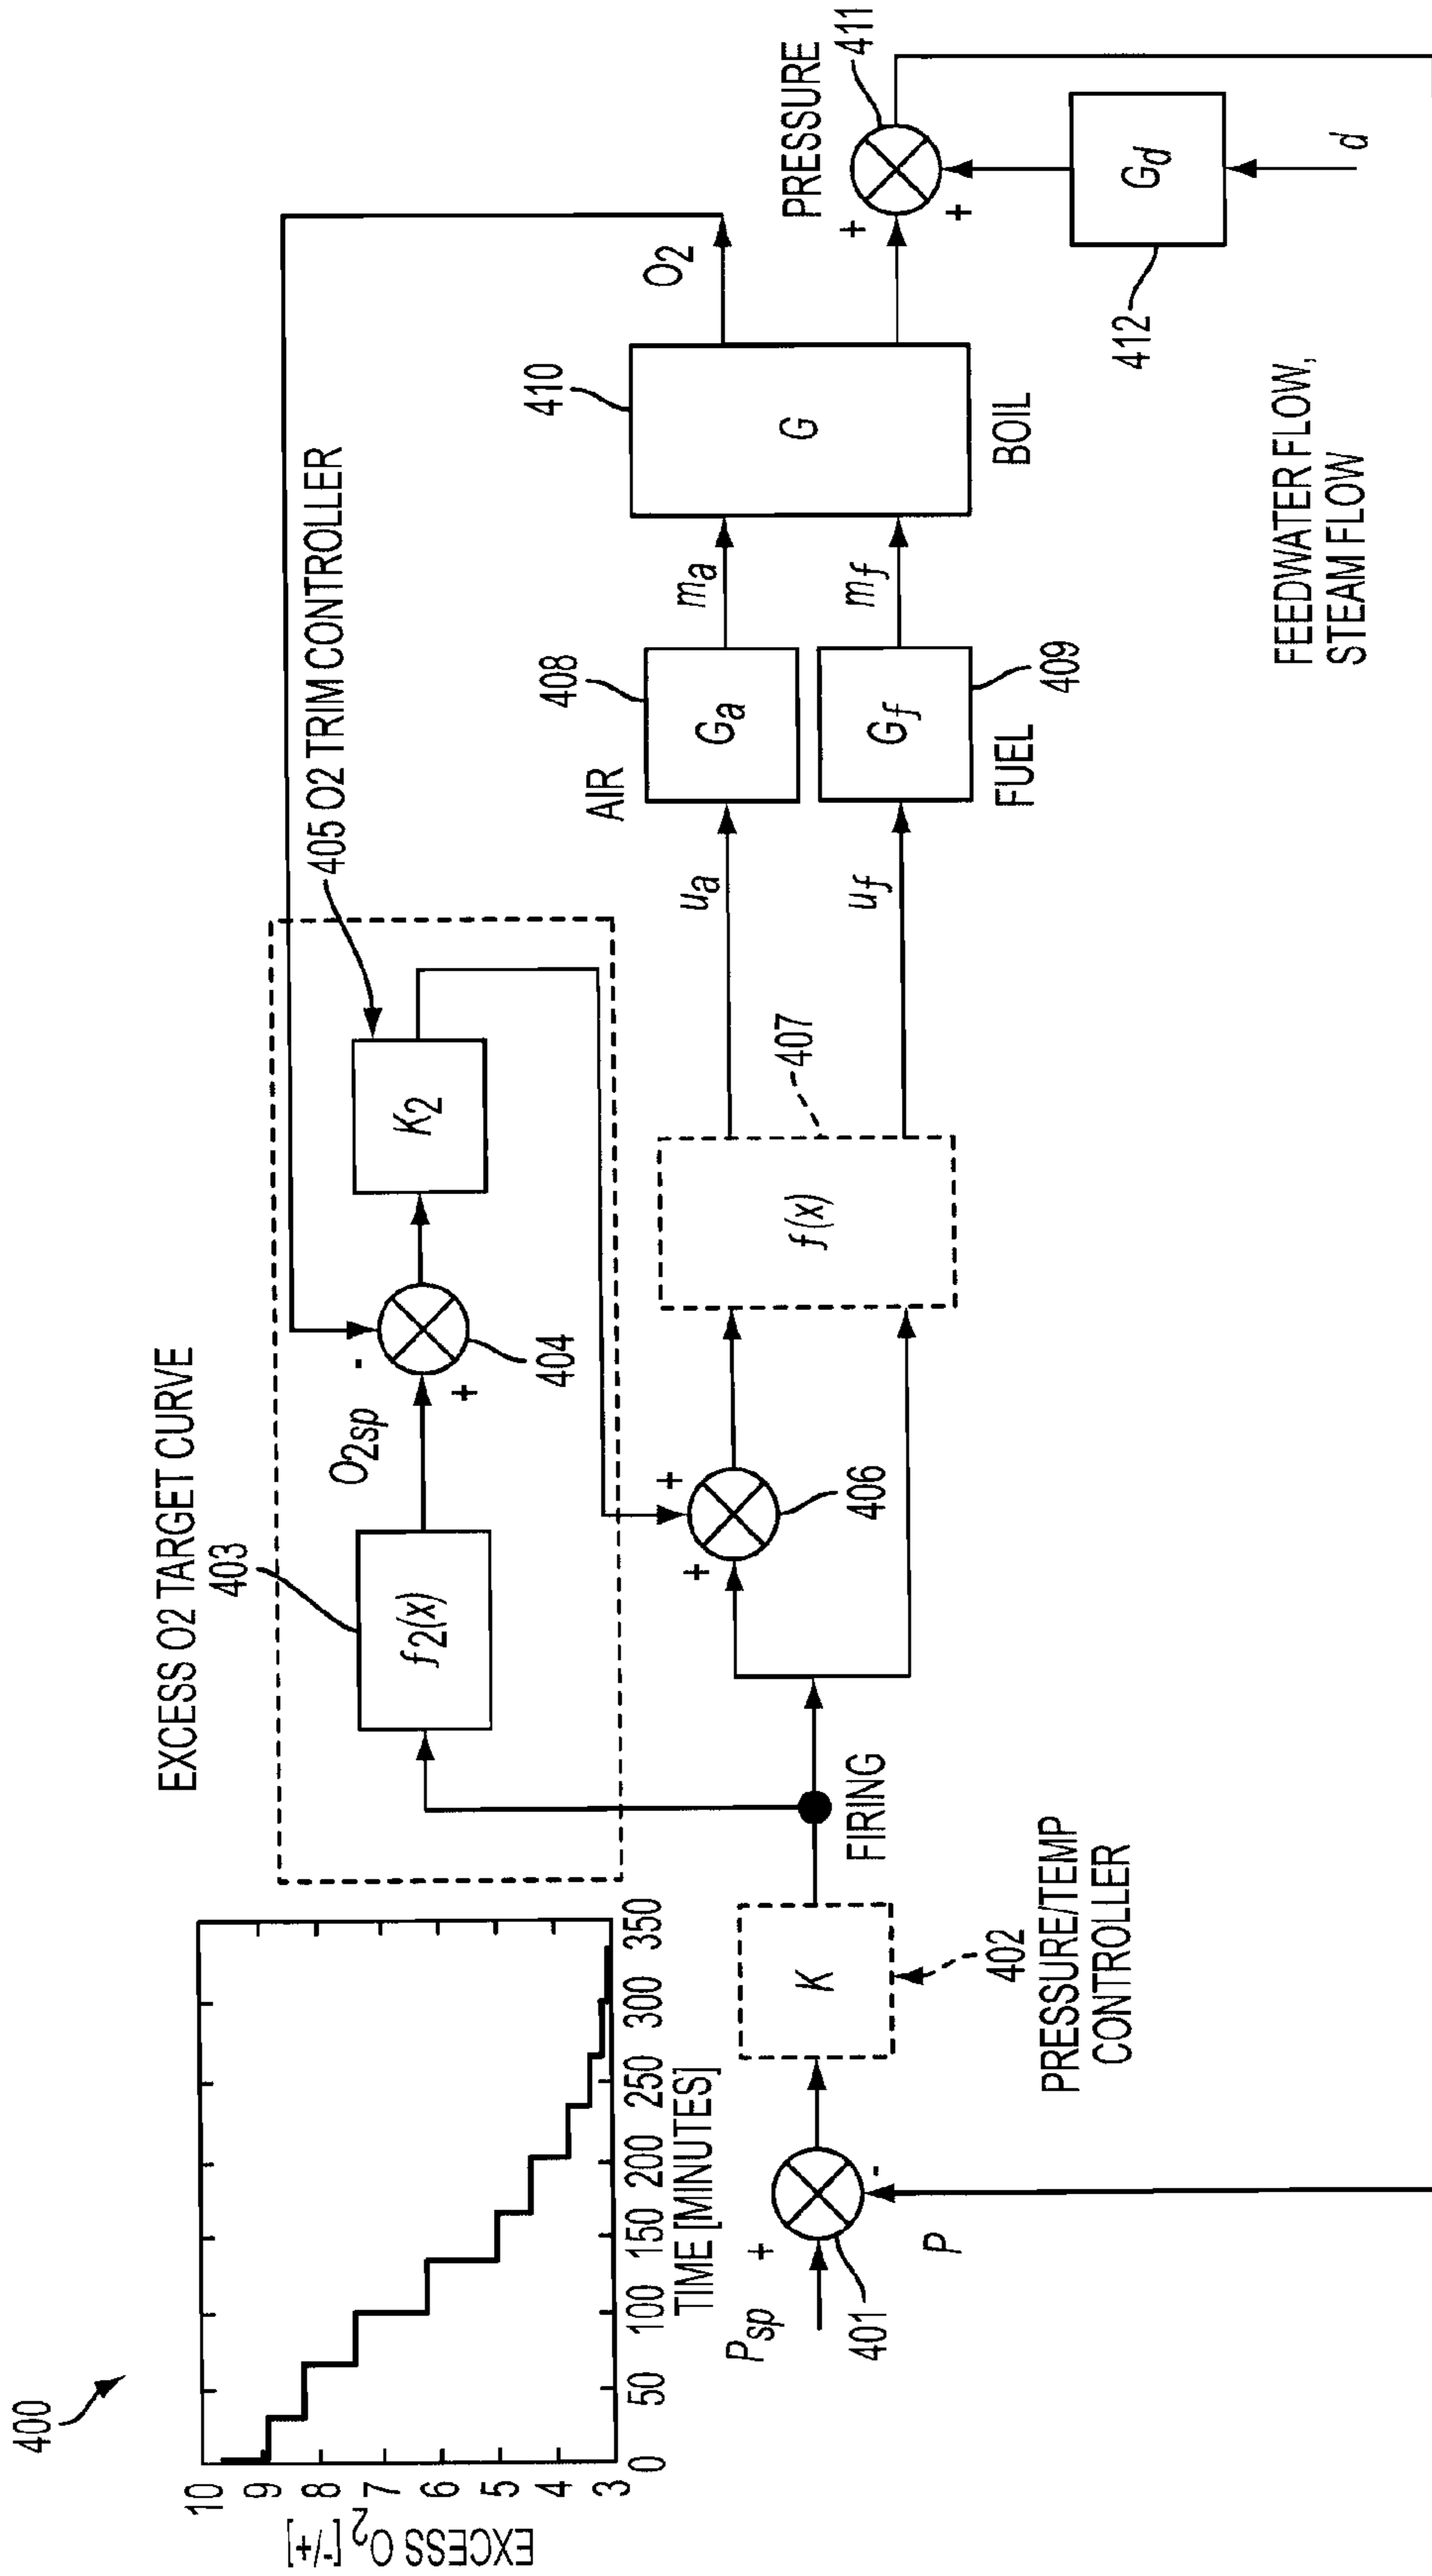 400
EXCESS O2 [-/+]
10
9
8
7
6
5
4
3
0
50
100
150
200
250
300
350
TIME [MINUTES]
EXCESS O2 TARGET CURVE
403
f2(x)
O2sp
-
+
404
K2
405 O2 TRIM CONTROLLER
Psp
+
-
401
P
K
402
PRESSURE/TEMP
CONTROLLER
FIRING
+
+
406
f(x)
407
ua
uf
AIR
408
Ga
Gf
409
FUEL
ma
mf
410
G
BOIL
O2
PRESSURE
411
+
+
Gd
412
d
FEEDWATER FLOW,
STEAM FLOW